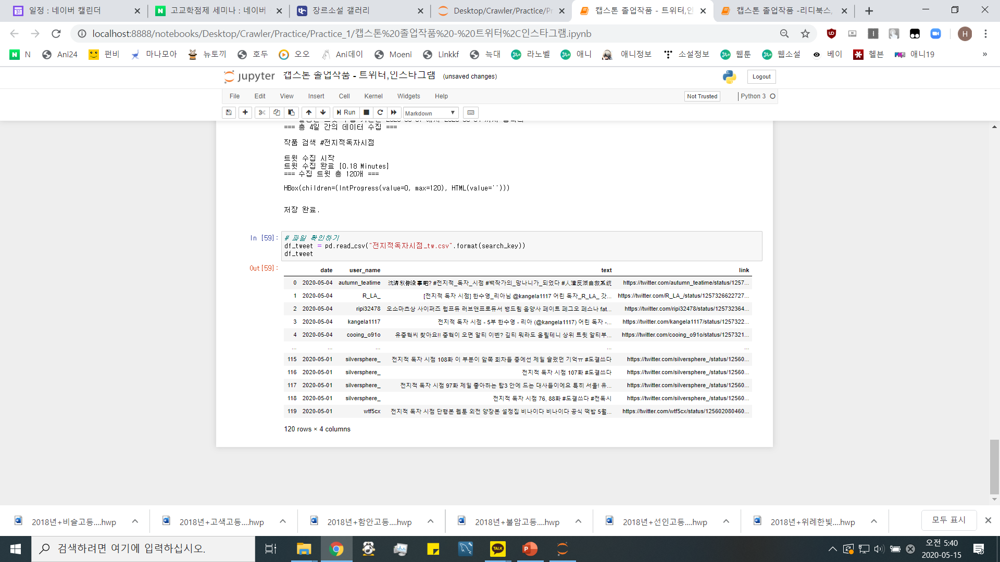 일정 : 네이버 캘린더
고교학점제 세미나 : 네이버
장르소설 갤러리
Desktop/Crawler/Practice/Pr
캡스톤 졸업작품 - 트위터,인
캡스톤 졸업작품 -리디북스,
localhost:8888/notebooks/Desktop/Crawler/Practice/Practice_1/캡스톤%20졸업작품%20-%20트위터%2C인스타그램.ipynb
N Ani24 펀비 마나모아 뉴토끼 호두 오오 Ani데이 Moeni Linkkf 늑대 라노벨 애니 애니정보 소설정보 웹툰 웹소설 베이 헬븐 애니19 »
jupyter 캡스톤 졸업작품 - 트위터,인스타그램 (unsaved changes) Logout
File Edit View Insert Cell Kernel Widgets Help Not Trusted Python 3
Run Markdown
=== 총 4일 간의 데이터 수집 ===
작품 검색 #전지적독자시점
트윗 수집 시작
트윗 수집 완료 [0.18 Minutes]
=== 수집 트윗 총 120개 ===
HBox(children=(IntProgress(value=0, max=120), HTML(value='')))
저장 완료.
In [59]: # 파일 확인하기
df_tweet = pd.read_csv("전지적독자시점_tw.csv".format(search_key))
df_tweet
Out[59]:
date user_name text link
0 2020-05-04 autumn_teatime 沈清秋你没事吧? #전지적_독자_시점 #백작가의_망나니가_되었다 #人渣反派自救系统 https://twitter.com/autumn_teatime/status/1257...
1 2020-05-04 R_LA_ [전지적 독자 시점] 한수영_리아님 @kangela1117 어린 독자_R_LA_ 갓... https://twitter.com/R_LA_/status/1257326622727...
2 2020-05-04 ripi32478 오소마츠상 사이퍼즈 럽프듀 러브앤프로듀서 뱅드림 음양사 페이트 페그오 페스나 fat... https://twitter.com/ripi32478/status/125732364...
3 2020-05-04 kangela1117 전지적 독자 시점 - 5부 한수영 - 리아 (@kangela1117) 어린 독자 -... https://twitter.com/kangela1117/status/1257322...
4 2020-05-04 cooing_o91o 유중혁씨 찾아요!! 중혁이 오면 알티 이벤? 깊티 뭐라도 올릴테니 상위 트윗 알티부... https://twitter.com/cooing_o91o/status/1257321...
... ... ... ... ...
115 2020-05-01 silversphere_ 전지적 독자 시점 108화 이 부분이 앞쪽 회차들 중에선 제일 슬펐던 기억ㅠ #도결쓰다 https://twitter.com/silversphere_/status/12560...
116 2020-05-01 silversphere_ 전지적 독자 시점 107화 #도결쓰다 https://twitter.com/silversphere_/status/12560...
117 2020-05-01 silversphere_ 전지적 독자 시점 97화 제일 좋아하는 탑3 안에 드는 대사들이에요 특히 서울! 유... https://twitter.com/silversphere_/status/12560...
118 2020-05-01 silversphere_ 전지적 독자 시점 76, 88화 #도결쓰다 #전독시 https://twitter.com/silversphere_/status/12560...
119 2020-05-01 wtf5cx 전지적 독자 시점 단행본 웹툰 외전 양장본 설정집 비나이다 비나이다 공식 떡밥 5월... https://twitter.com/wtf5cx/status/125602080460...
120 rows × 4 columns
2018년+비슬고등....hwp 2018년+고색고등....hwp 2018년+함안고등....hwp 2018년+불암고등....hwp 2018년+선인고등....hwp 2018년+위례한빛....hwp 모두 표시
검색하려면 여기에 입력하십시오. TALK 오전 5:40
2020-05-15